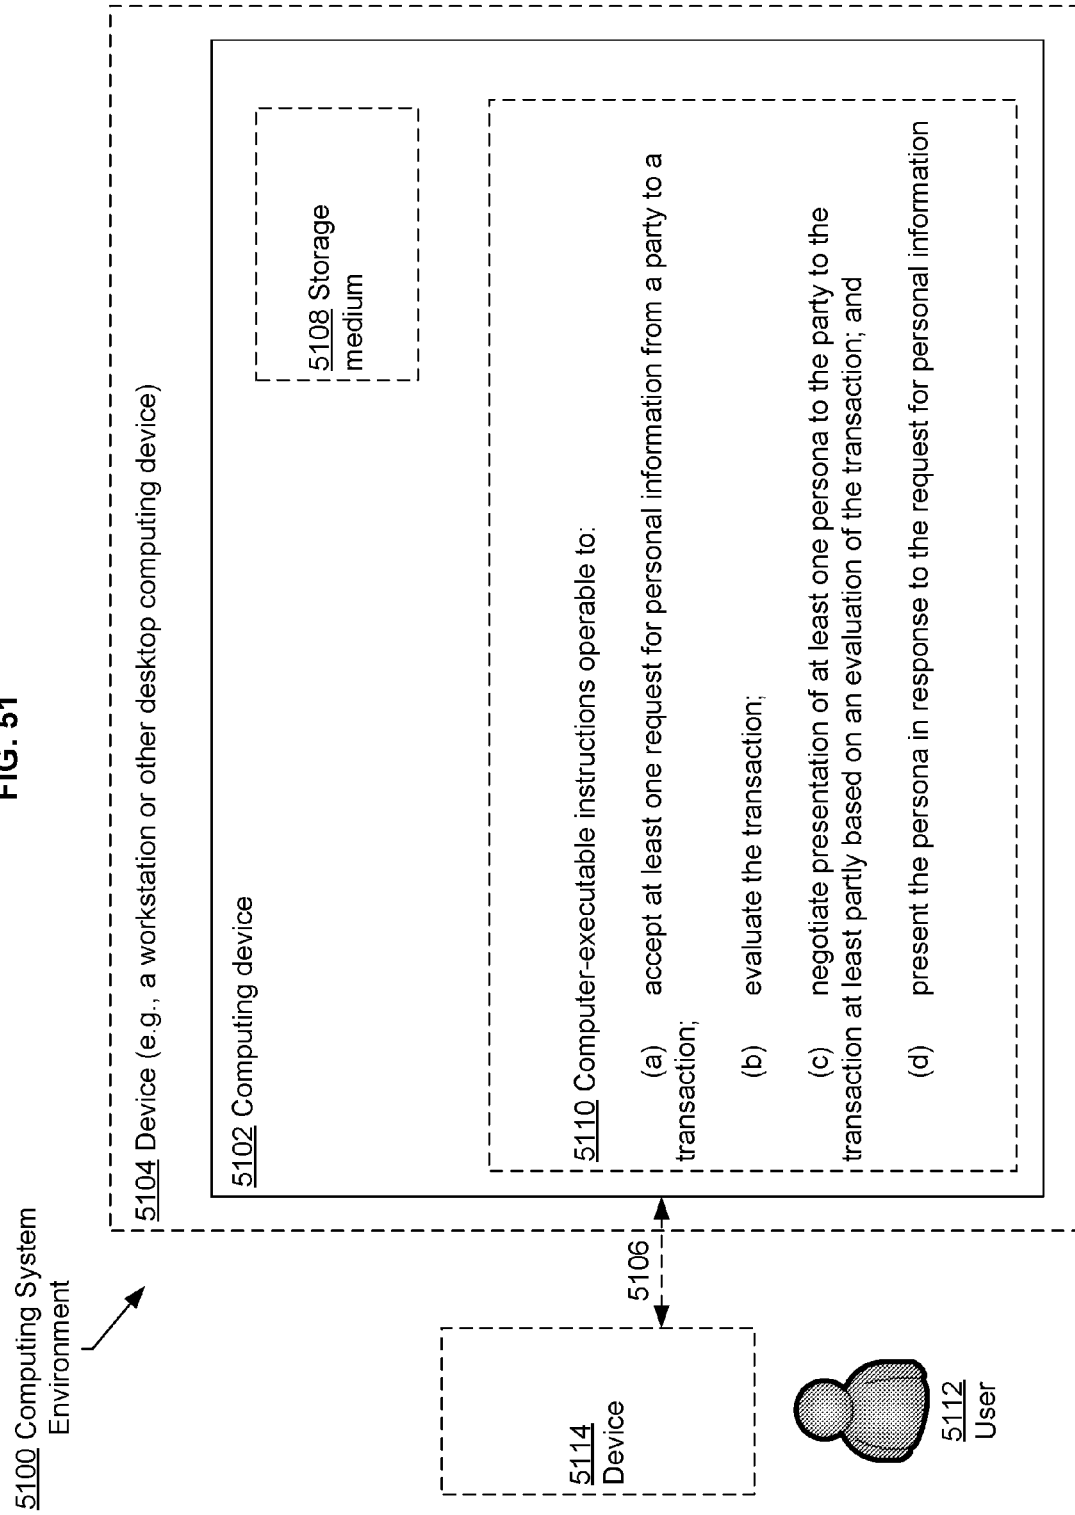 FIG. 51
5100 Computing System
Environment
5104 Device (e.g., a workstation or other desktop computing device)
5102 Computing device
5108 Storage
medium
5110 Computer-executable instructions operable to:
(a) accept at least one request for personal information from a party to a
transaction;
(b) evaluate the transaction;
(c) negotiate presentation of at least one persona to the party to the
transaction at least partly based on an evaluation of the transaction; and
(d) present the persona in response to the request for personal information
5106
5114
Device
5112
User